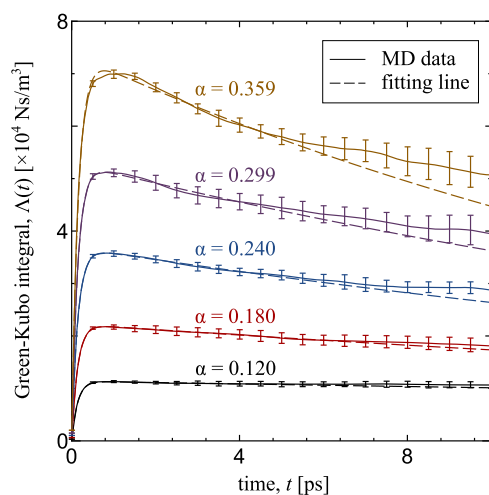 8
MD data
fitting line
α = 0.359
α = 0.299
4
α = 0.240
α = 0.180
α = 0.120
0
0
4
8
time, t [ps]
Green-Kubo integral, Λ(t) [×10⁴ Ns/m³]